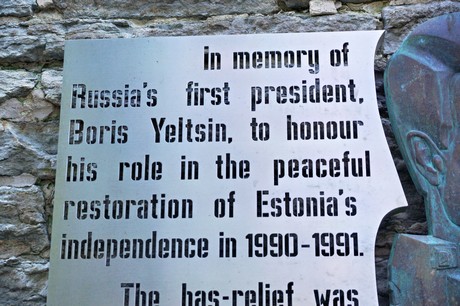 In memory of
Russia's first president,
Boris Yeltsin, to honour
his role in the peaceful
restoration of Estonia's
independence in 1990-1991.
The bas-relief was